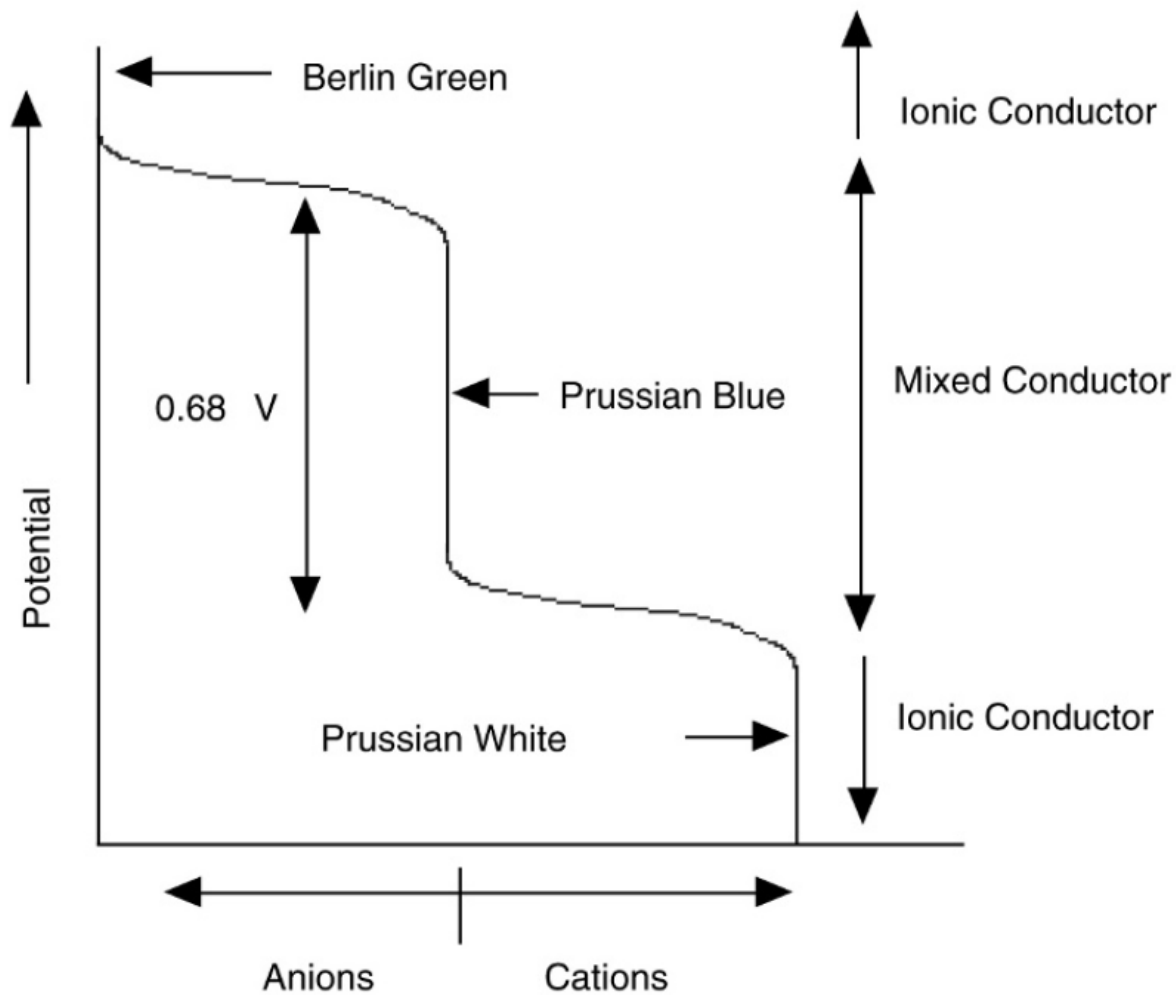 Berlin Green
Ionic Conductor
Mixed Conductor
Prussian Blue
0.68 V
Potential
Ionic Conductor
Prussian White
Anions
Cations